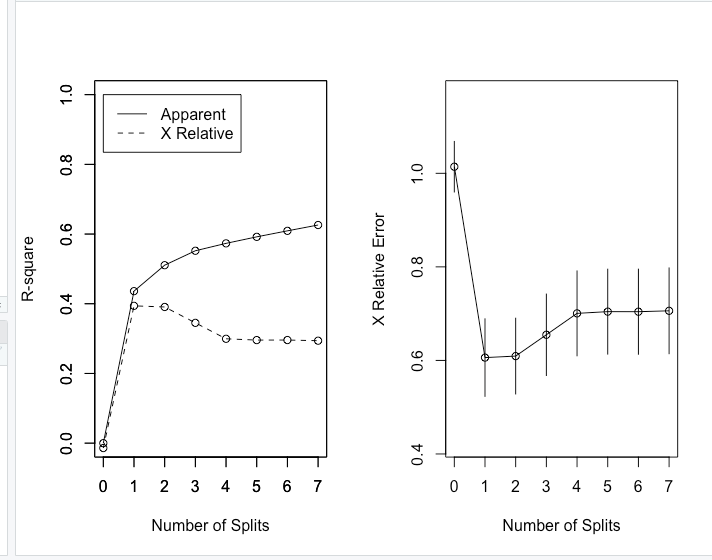 Apparent
X Relative
R-square
0.0
0.2
0.4
0.6
0.8
1.0
0 1 2 3 4 5 6 7
Number of Splits
X Relative Error
0.4
0.6
0.8
1.0
0 1 2 3 4 5 6 7
Number of Splits